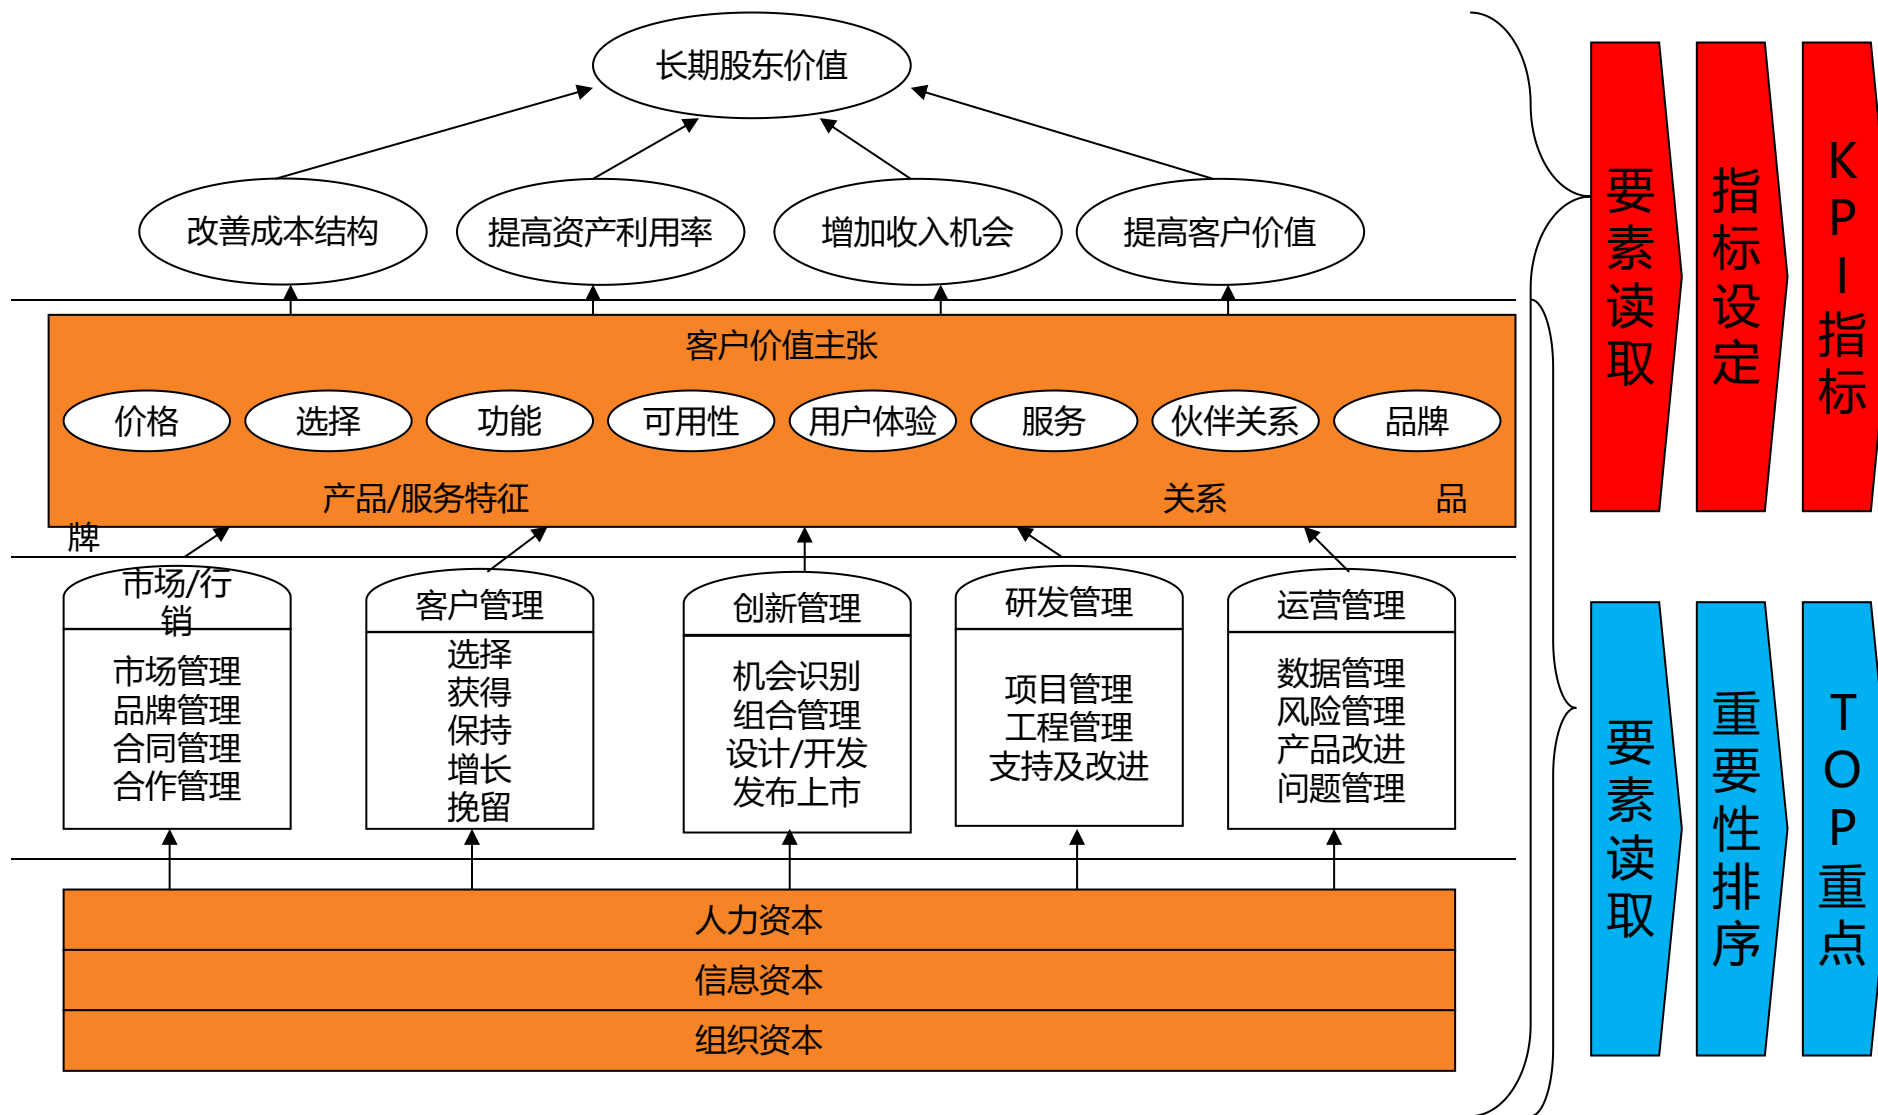 长期股东价值
改善成本结构
提高资产利用率
增加收入机会
提高客户价值
客户价值主张
价格
选择
功能
可用性
用户体验
服务
伙伴关系
品牌
产品/服务特征
关系
品
牌
市场/行
销
市场管理
品牌管理
合同管理
合作管理
客户管理
选择
获得
保持
增长
挽留
创新管理
机会识别
组合管理
设计/开发
发布上市
研发管理
项目管理
工程管理
支持及改进
运营管理
数据管理
风险管理
产品改进
问题管理
人力资本
信息资本
组织资本
要素读取
指标设定
KPI指标
要素读取
重要性排序
TOP重点